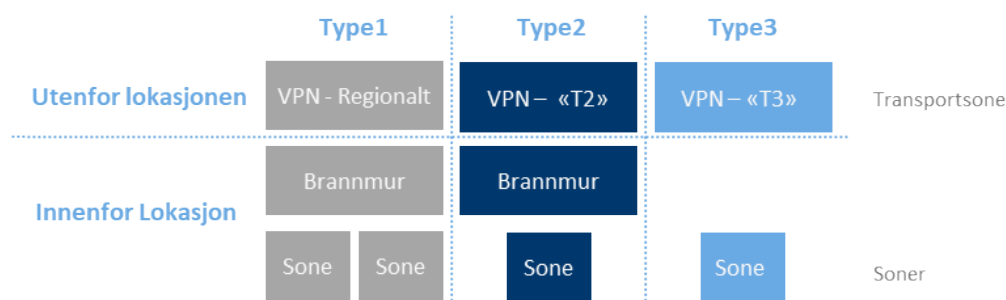 Type1 Type2 Type3
Utenfor lokasjonen VPN - Regionalt VPN – «T2» VPN – «T3» Transportsone
Brannmur Brannmur
Innenfor Lokasjon
Sone Sone Sone Sone Soner